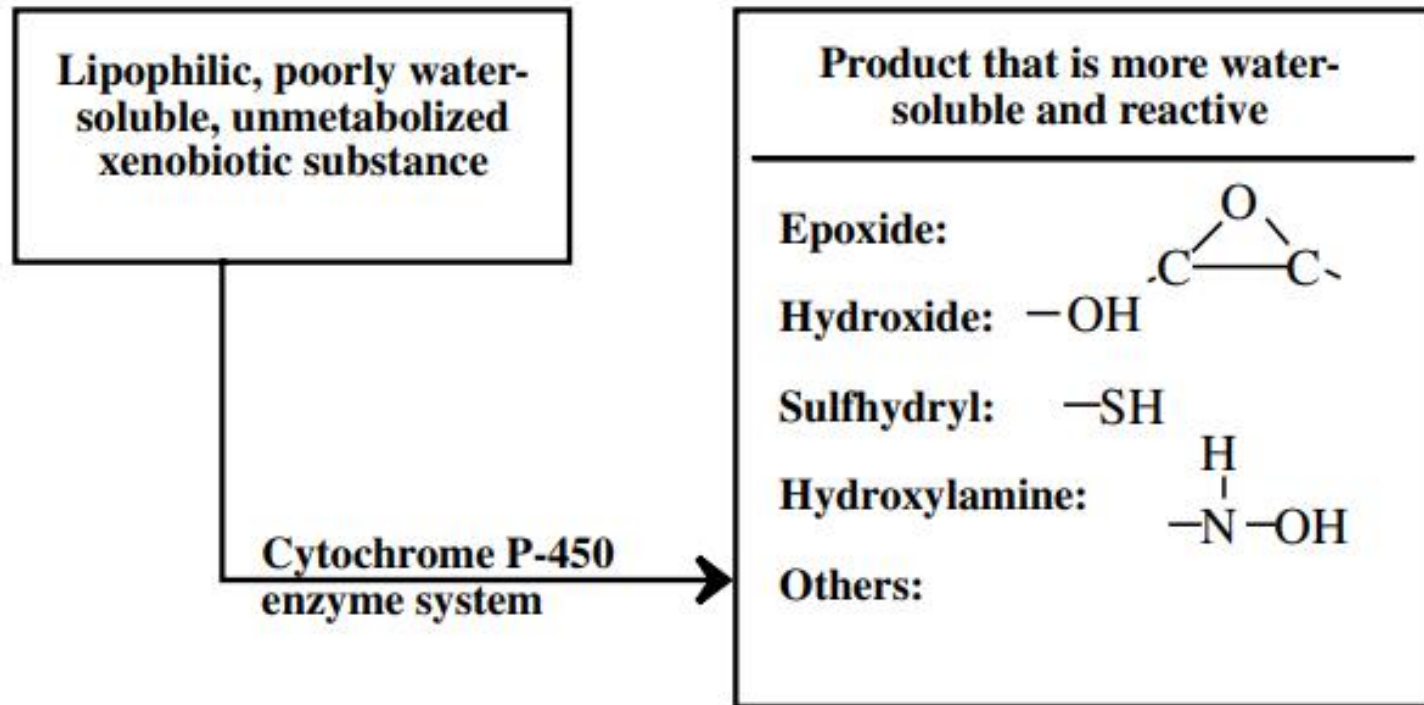 Lipophilic, poorly water-
soluble, unmetabolized
xenobiotic substance
Cytochrome P-450
enzyme system
Product that is more water-
soluble and reactive
Epoxide:
O
C C
Hydroxide: –OH
Sulfhydryl: –SH
H
Hydroxylamine: –N–OH
Others: